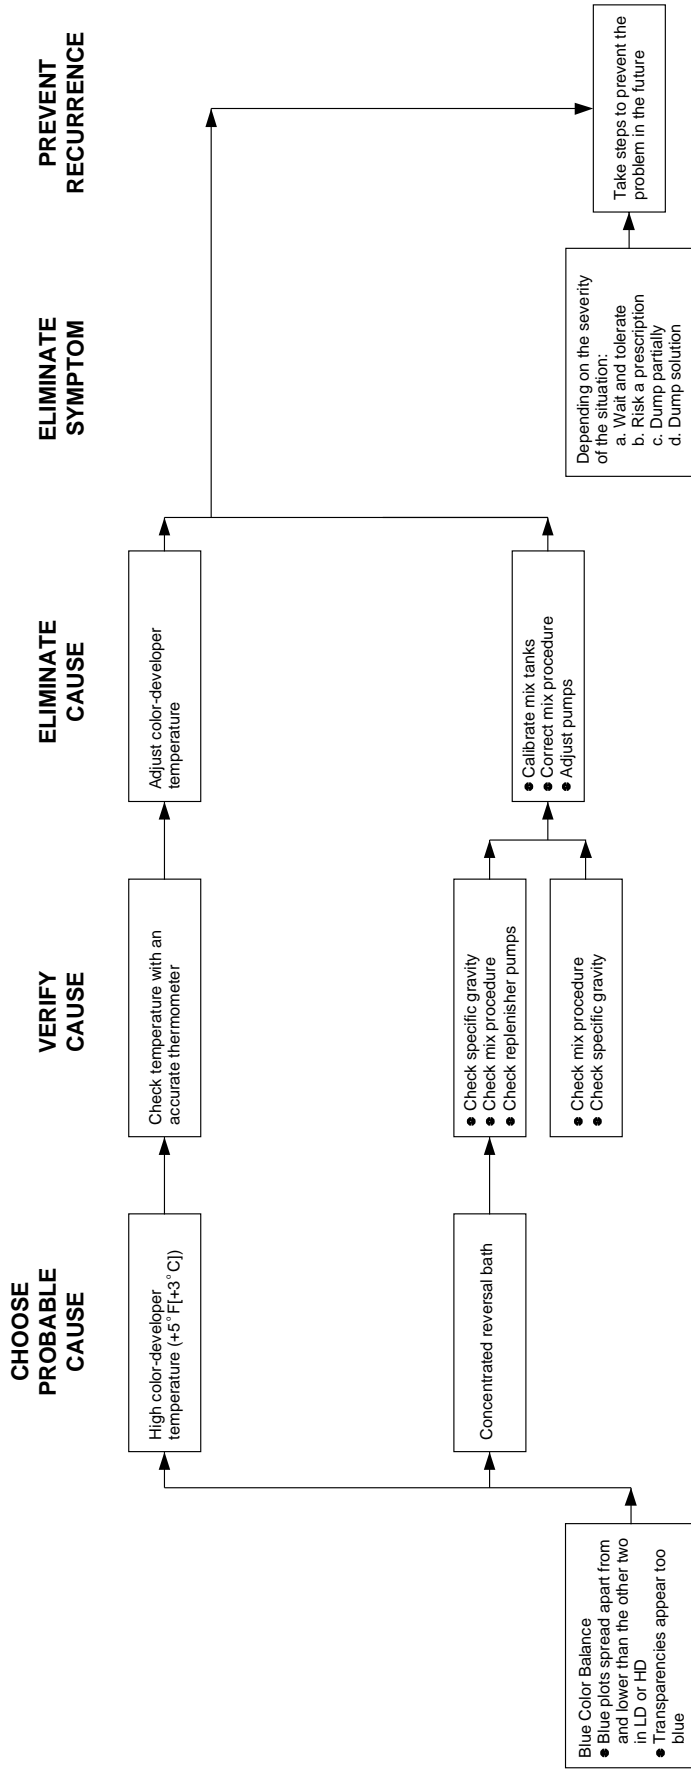 CHOOSE
PROBABLE
CAUSE
VERIFY
CAUSE
ELIMINATE
CAUSE
ELIMINATE
SYMPTOM
PREVENT
RECURRENCE
High color-developer
temperature (+5°F[+3°C])
Check temperature with an
accurate thermometer
Adjust color-developer
temperature
Concentrated reversal bath
● Check specific gravity
● Check mix procedure
● Check replenisher pumps
● Check mix procedure
● Check specific gravity
● Calibrate mix tanks
● Correct mix procedure
● Adjust pumps
Blue Color Balance
● Blue plots spread apart from
and lower than the other two
in LD or HD
● Transparencies appear too
blue
Depending on the severity
of the situation:
a. Wait and tolerate
b. Risk a prescription
c. Dump partially
d. Dump solution
Take steps to prevent the
problem in the future